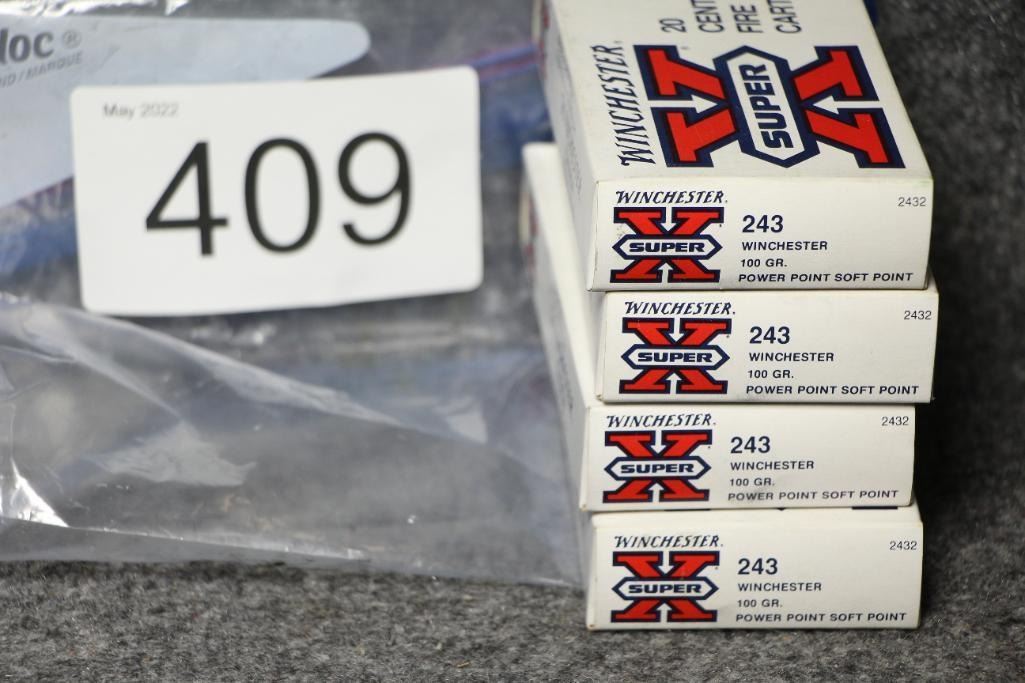 loc®
ND/MARQUE
May 2022
409
20
FIRE
WINCHESTER®
SUPER
X
WINCHESTER®
SUPER
X
243
WINCHESTER
100 GR.
POWER POINT SOFT POINT
2432
WINCHESTER®
SUPER
X
243
WINCHESTER
100 GR.
POWER POINT SOFT POINT
2432
WINCHESTER®
SUPER
X
243
WINCHESTER
100 GR.
POWER POINT SOFT POINT
2432
WINCHESTER®
SUPER
X
243
WINCHESTER
100 GR.
POWER POINT SOFT POINT
2432